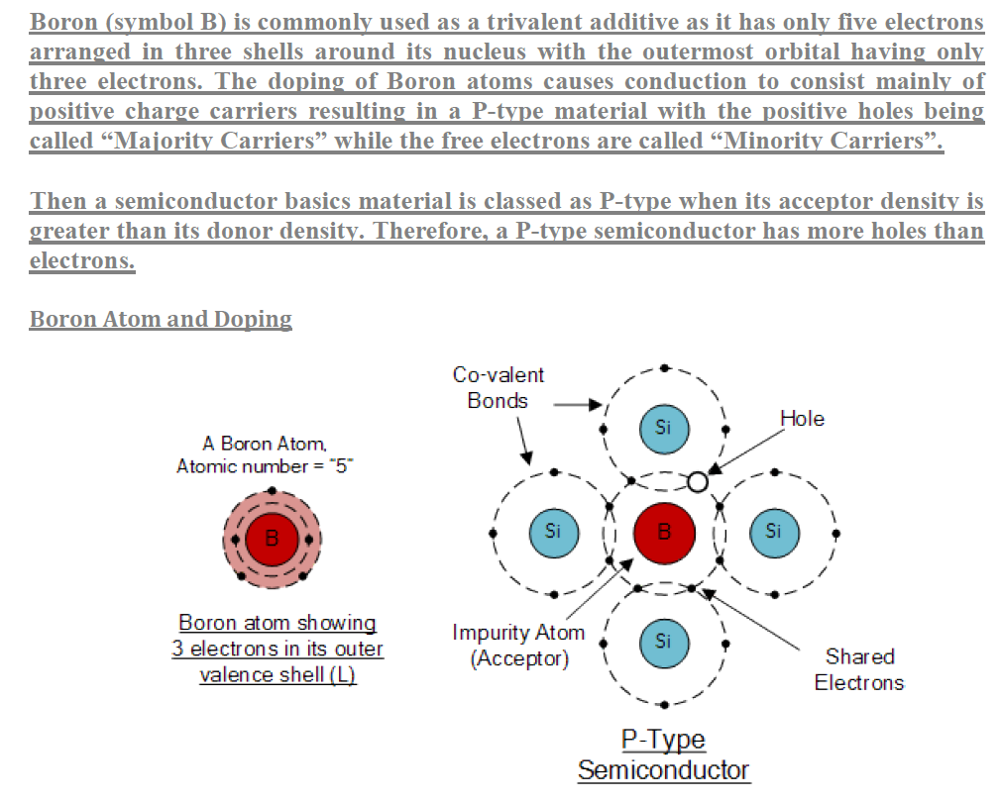 Boron (symbol B) is commonly used as a trivalent additive as it has only five electrons
arranged in three shells around its nucleus with the outermost orbital having only
three electrons. The doping of Boron atoms causes conduction to consist mainly of
positive charge carriers resulting in a P-type material with the positive holes being
called “Majority Carriers” while the free electrons are called “Minority Carriers”.
Then a semiconductor basics material is classed as P-type when its acceptor density is
greater than its donor density. Therefore, a P-type semiconductor has more holes than
electrons.
Boron Atom and Doping
A Boron Atom,
Atomic number = "5"
B
Boron atom showing
3 electrons in its outer
valence shell (L)
Co-valent
Bonds
Si
Hole
Si
B
Si
Impurity Atom
(Acceptor)
Si
Shared
Electrons
P-Type
Semiconductor